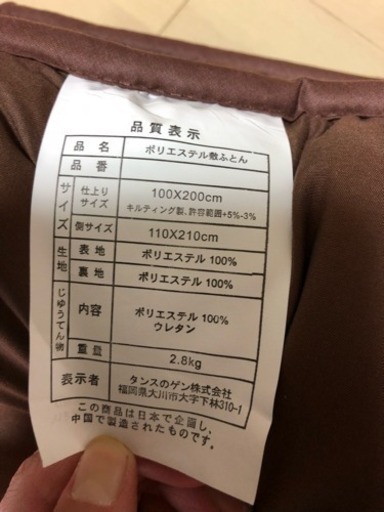 品質表示
品名 ポリエステル敷ふとん
品番
サイズ 仕上りサイズ 100X200cm
キルティング製、許容範囲+5%-3%
側サイズ 110X210cm
生地 表地 ポリエステル 100%
裏地 ポリエステル 100%
じゆうてん物 内容 ポリエステル 100%
ウレタン
重量 2.8kg
表示者 タンスのゲン株式会社
福岡県大川市大字下林310-1
この商品は日本で企画し、
中国で製造されたものです。